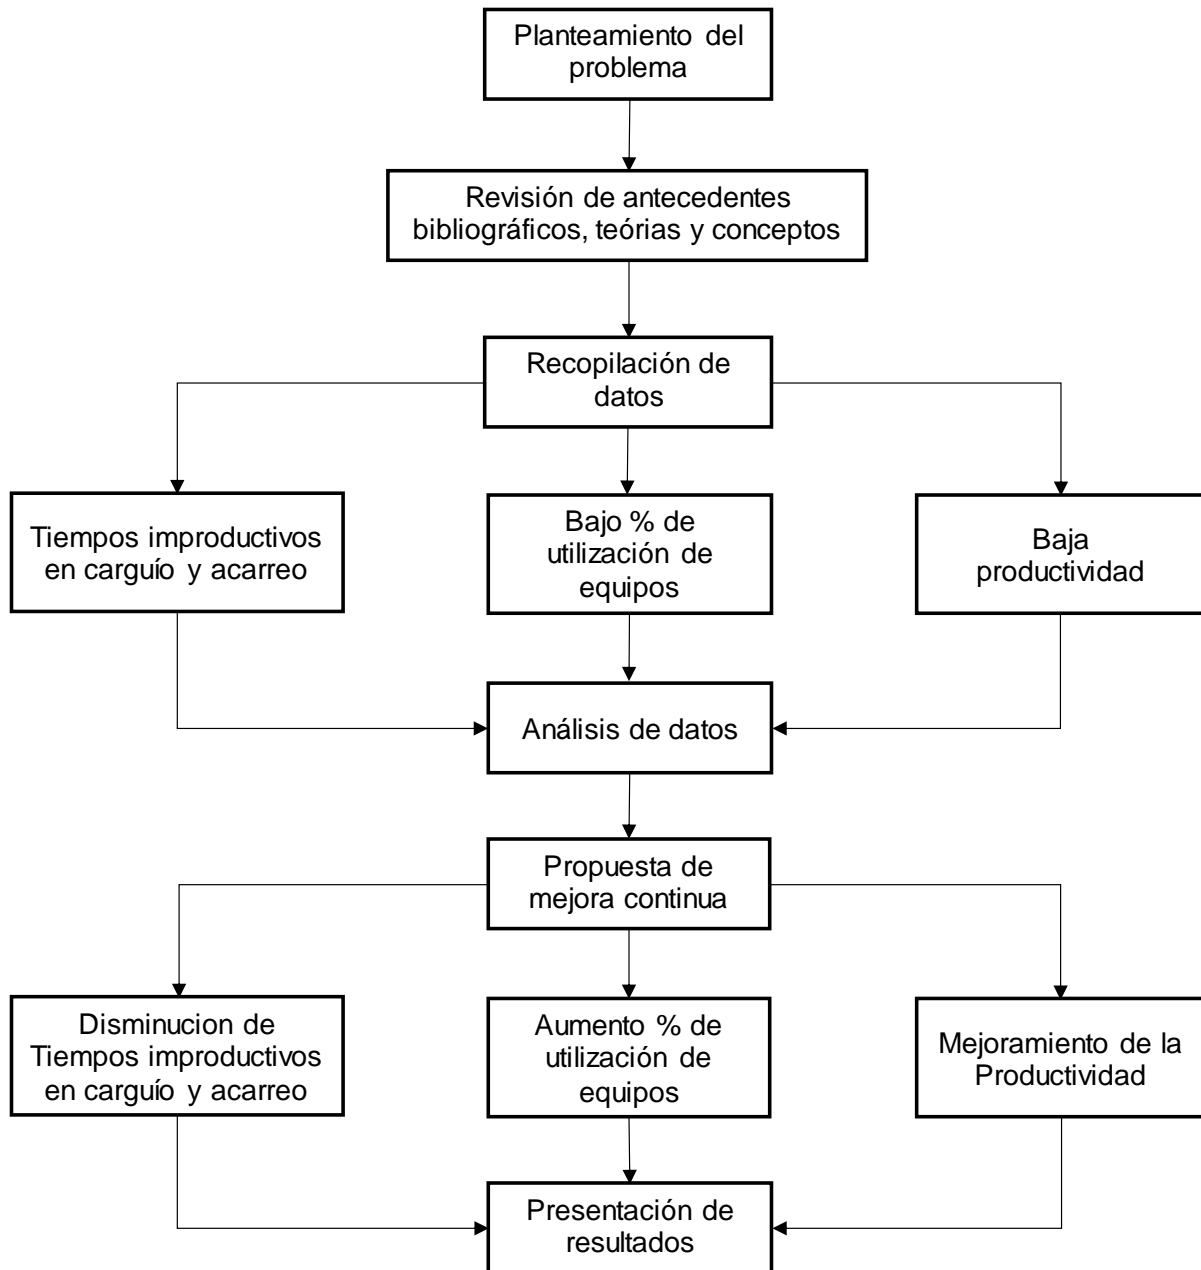 Planteamiento del
problema
Revisión de antecedentes
bibliográficos, teórias y conceptos
Recopilación de
datos
Tiempos improductivos
en carguío y acarreo
Bajo % de
utilización de
equipos
Baja
productividad
Análisis de datos
Propuesta de
mejora continua
Disminucion de
Tiempos improductivos
en carguío y acarreo
Aumento % de
utilización de
equipos
Mejoramiento de la
Productividad
Presentación de
resultados